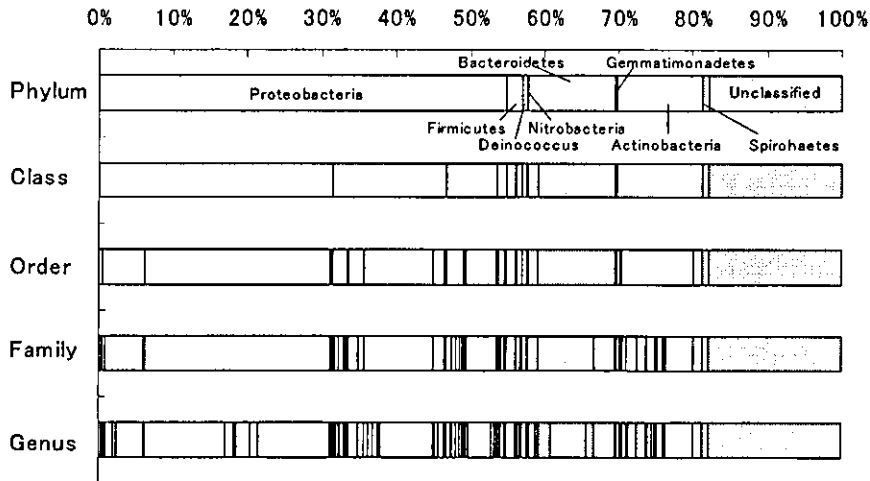 0% 10% 20% 30% 40% 50% 60% 70% 80% 90% 100%
Bacteroidetes Gemmatimonadetes
Phylum Proteobacteria Unclassified
Firmicutes Nitrobacteria
Deinococcus Actinobacteria Spirohaetes
Class
Order
Family
Genus